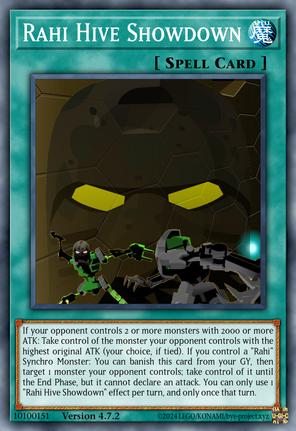 Rahi Hive Showdown
[ Spell Card ]
If your opponent controls 2 or more monsters with 2000 or more
ATK: Take control of the monster your opponent controls with the
highest original ATK (your choice, if tied). If you control a "Rahi"
Synchro Monster: You can banish this card from your GY, then
target 1 monster your opponent controls; take control of it until
the End Phase, but it cannot declare an attack. You can only use 1
"Rahi Hive Showdown" effect per turn, and only once that turn.
10100151 Version 4.7.2 ©2024 LEGO/KONAMI/bye-project.xyz